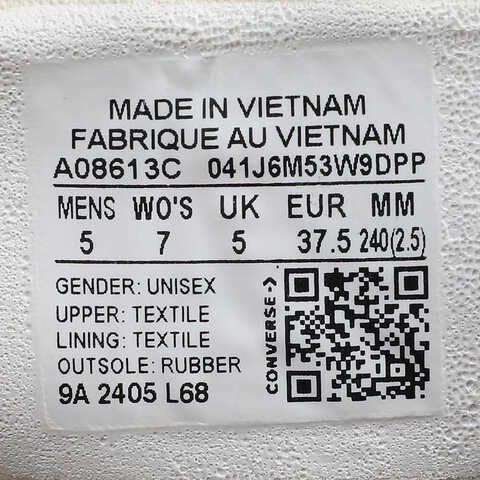 MADE IN VIETNAM
FABRIQUE AU VIETNAM
A08613C 041J6M53W9DPP
MENS WO'S UK EUR MM
5 7 5 37.5 240(2.5)
GENDER: UNISEX
UPPER: TEXTILE
LINING: TEXTILE
OUTSOLE: RUBBER
9A 2405 L68
CONVERSE